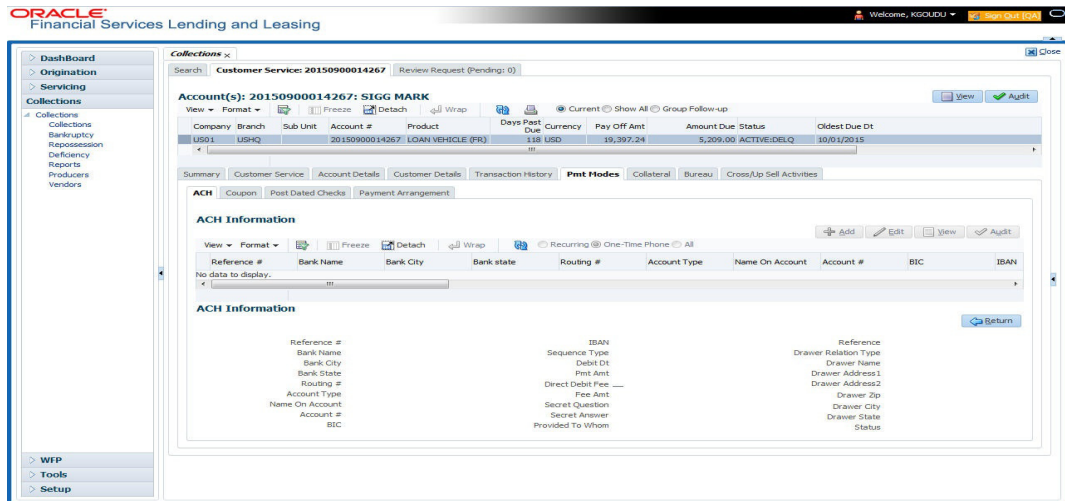 ORACLE
Financial Services Lending and Leasing
Welcome, KGOUDU
Sign Out (QA)
Close
DashBoard
Origination
Servicing
Collections
Collections
Collections
Bankruptcy
Repossession
Deficiency
Reports
Producers
Vendors
WFP
Tools
Setup
Collections x
Search Customer Service: 20150900014267 Review Request (Pending: 0)
Account(s): 20150900014267: SIGG MARK
View Audit
View Format Freeze Detach Wrap Current Show All Group Follow-up
Company Branch Sub Unit Account # Product Days Past Due Currency Pay Off Amt Amount Due Status Oldest Due Dt
US01 USHQ 20150900014267 LOAN VEHICLE (FR) 118 USD 19,397.24 5,209.00 ACTIVE:DELQ 10/01/2015
Summary Customer Service Account Details Customer Details Transaction History Pmt Modes Collateral Bureau Cross/Up Sell Activities
ACH Coupon Post Dated Checks Payment Arrangement
ACH Information
Add Edit View Audit
View Format Freeze Detach Wrap Recurring One-Time Phone All
Reference # Bank Name Bank City Bank state Routing # Account Type Name On Account Account # BIC IBAN
No data to display.
ACH Information
Return
Reference # IBAN Reference
Bank Name Sequence Type Drawer Relation Type
Bank City Debit Dt Drawer Name
Bank State Pmt Amt Drawer Address1
Routing # Direct Debit Fee Drawer Address2
Account Type Fee Amt Drawer Zip
Name On Account Secret Question Drawer City
Account # Secret Answer Drawer State
BIC Provided To Whom Status